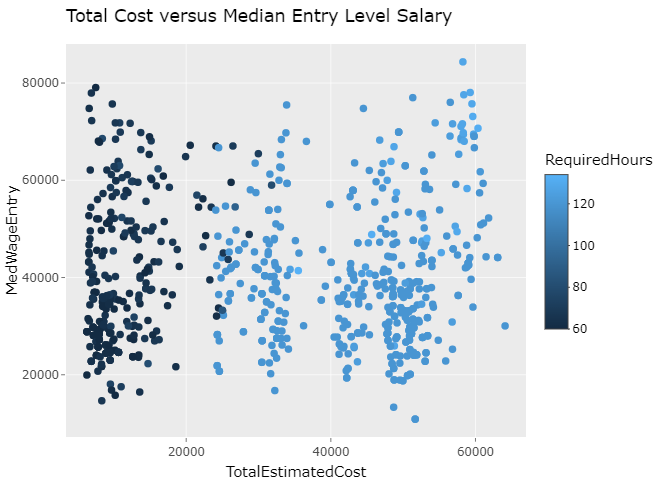 Total Cost versus Median Entry Level Salary
80000
60000
40000
20000
MedWageEntry
20000
40000
60000
TotalEstimatedCost
RequiredHours
120
100
80
60